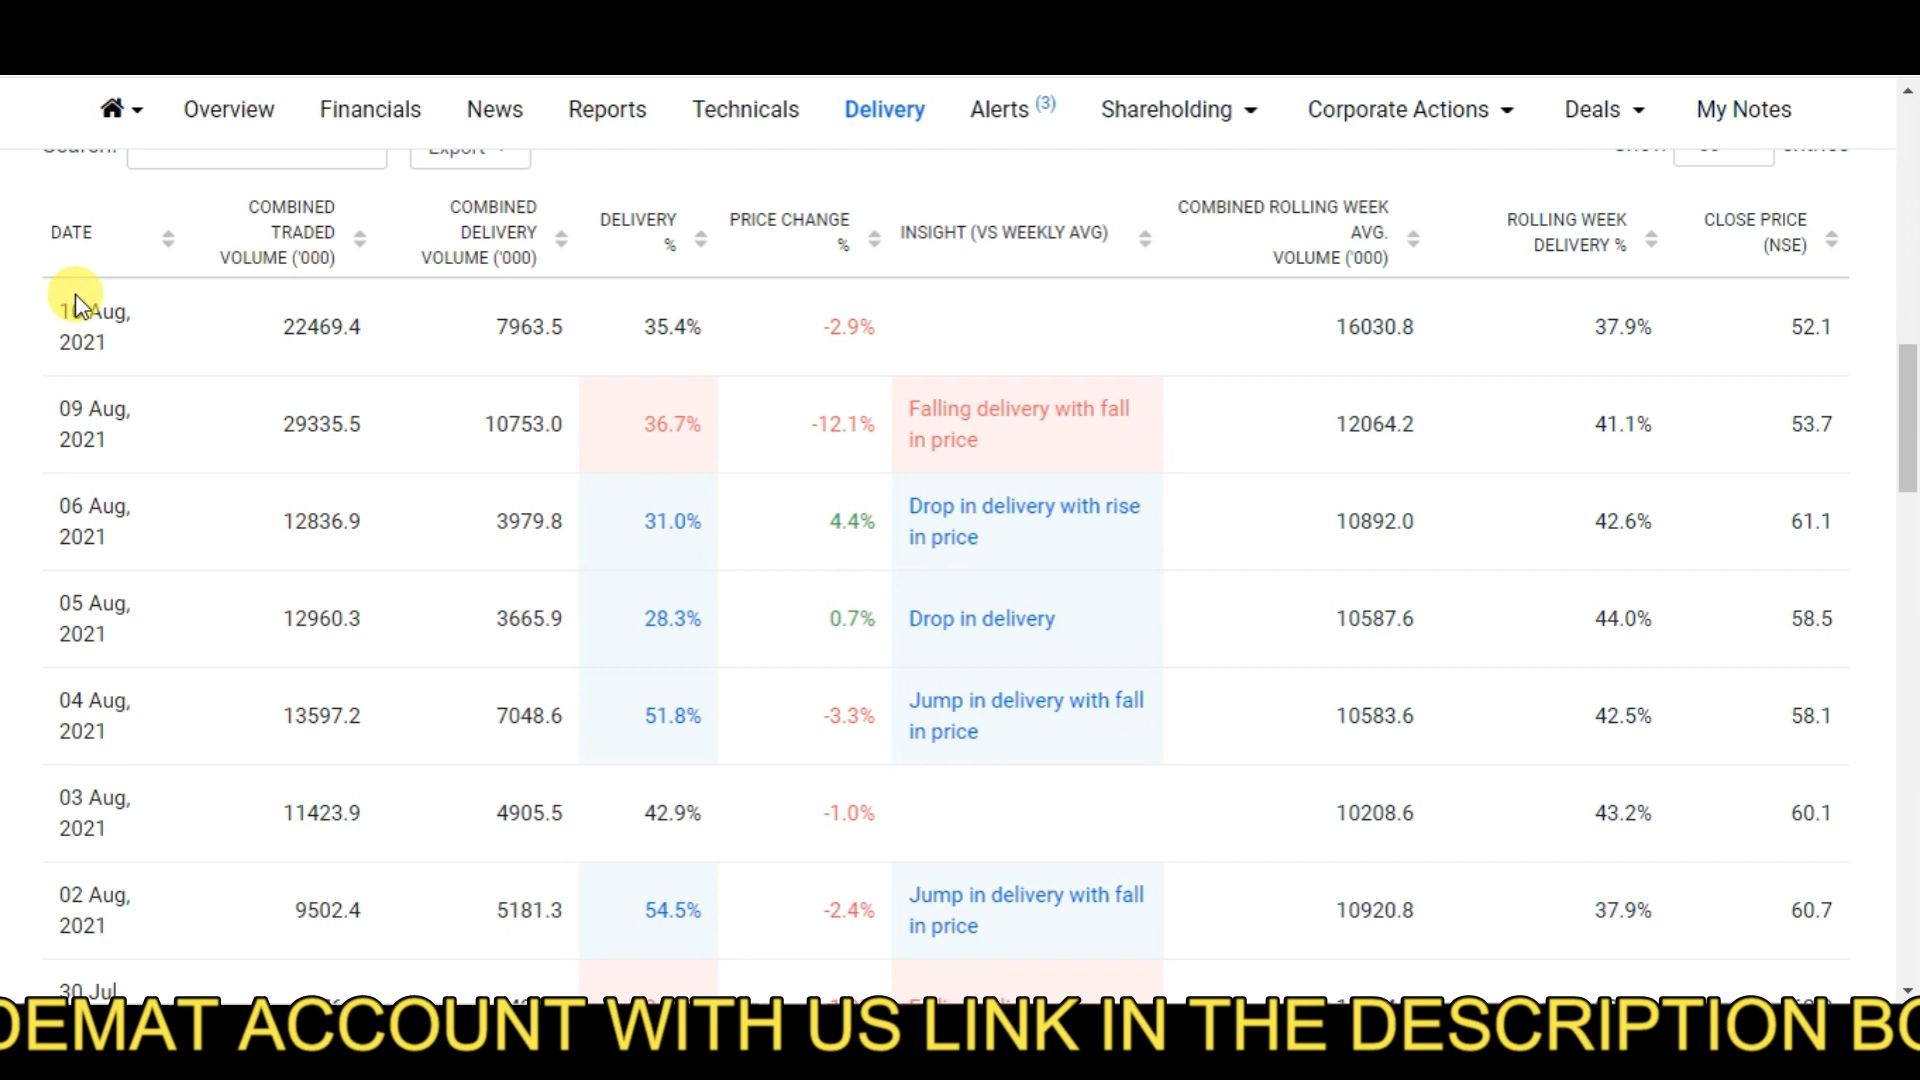 Overview Financials News Reports Technicals Delivery Alerts (3) Shareholding Corporate Actions Deals My Notes
Search: Export Show entries
DATE
COMBINED TRADED VOLUME ('000)
COMBINED DELIVERY VOLUME ('000)
DELIVERY %
PRICE CHANGE %
INSIGHT (VS WEEKLY AVG)
COMBINED ROLLING WEEK AVG. VOLUME ('000)
ROLLING WEEK DELIVERY %
CLOSE PRICE (NSE)
10 Aug, 2021 22469.4 7963.5 35.4% -2.9% 16030.8 37.9% 52.1
09 Aug, 2021 29335.5 10753.0 36.7% -12.1% Falling delivery with fall in price 12064.2 41.1% 53.7
06 Aug, 2021 12836.9 3979.8 31.0% 4.4% Drop in delivery with rise in price 10892.0 42.6% 61.1
05 Aug, 2021 12960.3 3665.9 28.3% 0.7% Drop in delivery 10587.6 44.0% 58.5
04 Aug, 2021 13597.2 7048.6 51.8% -3.3% Jump in delivery with fall in price 10583.6 42.5% 58.1
03 Aug, 2021 11423.9 4905.5 42.9% -1.0% 10208.6 43.2% 60.1
02 Aug, 2021 9502.4 5181.3 54.5% -2.4% Jump in delivery with fall in price 10920.8 37.9% 60.7
30 Jul
DEMAT ACCOUNT WITH US LINK IN THE DESCRIPTION BO